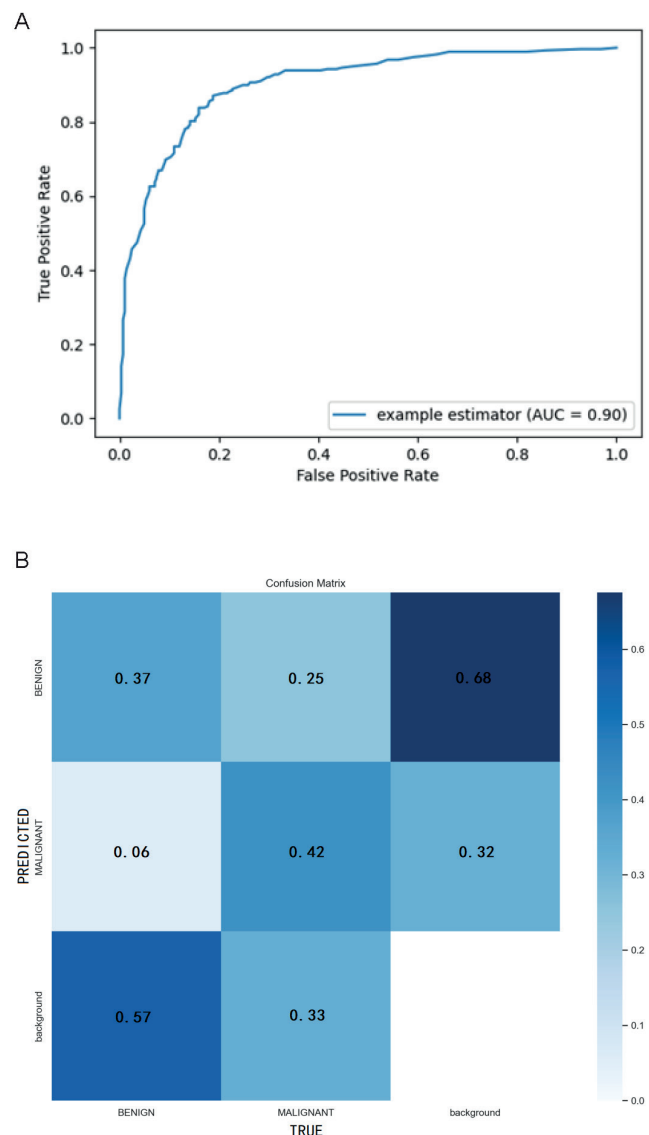 A
1.0
0.8
0.6
0.4
0.2
0.0
True Positive Rate
example estimator (AUC = 0.90)
0.0 0.2 0.4 0.6 0.8 1.0
False Positive Rate
B
Confusion Matrix
BENIGN
0.37 0.25 0.68
PREDICTED
MALIGNANT
0.06 0.42 0.32
background
0.57 0.33
BENIGN MALIGNANT background
TRUE
0.6
0.5
0.4
0.3
0.2
0.1
0.0